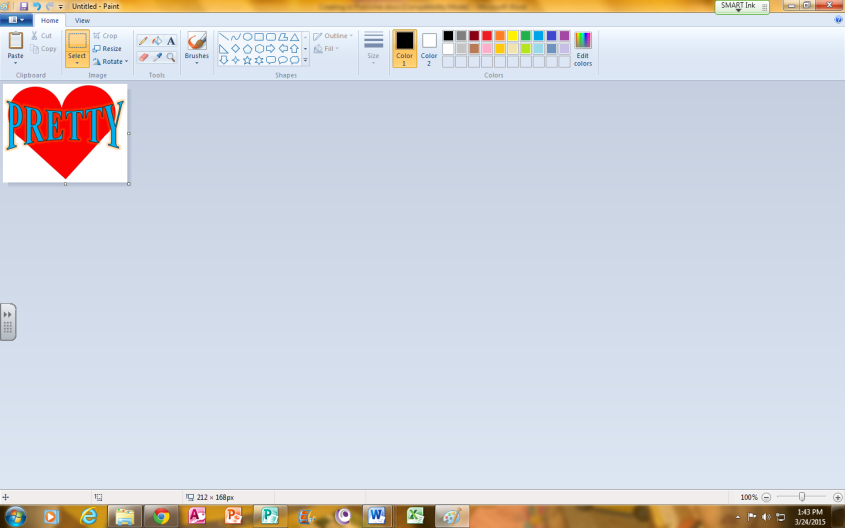 Untitled - Paint
SMART Ink
Home View
Paste
Cut
Copy
Clipboard
Select
Crop
Resize
Rotate
Image
A
Tools
Brushes
Outline
Fill
Shapes
Size
Color 1
Color 2
Edit colors
Colors
PRETTY
212 × 168px
100%
1:43 PM
3/24/2015